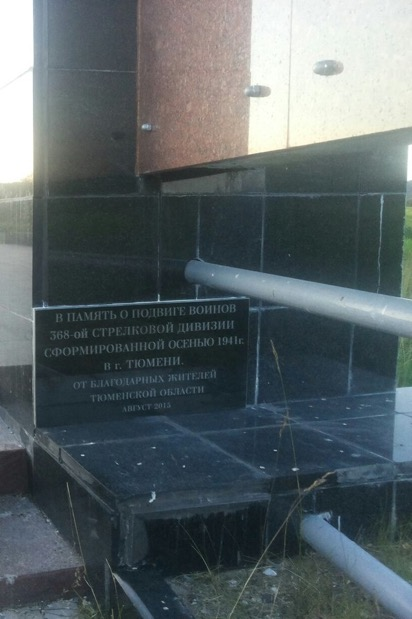 В ПАМЯТЬ О ПОДВИГЕ ВОИНОВ
368-ОЙ СТРЕЛКОВОЙ ДИВИЗИИ
СФОРМИРОВАННОЙ ОСЕНЬЮ 1941г.
В г. ТЮМЕНИ.
ОТ БЛАГОДАРНЫХ ЖИТЕЛЕЙ
ТЮМЕНСКОЙ ОБЛАСТИ
АВГУСТ 2015